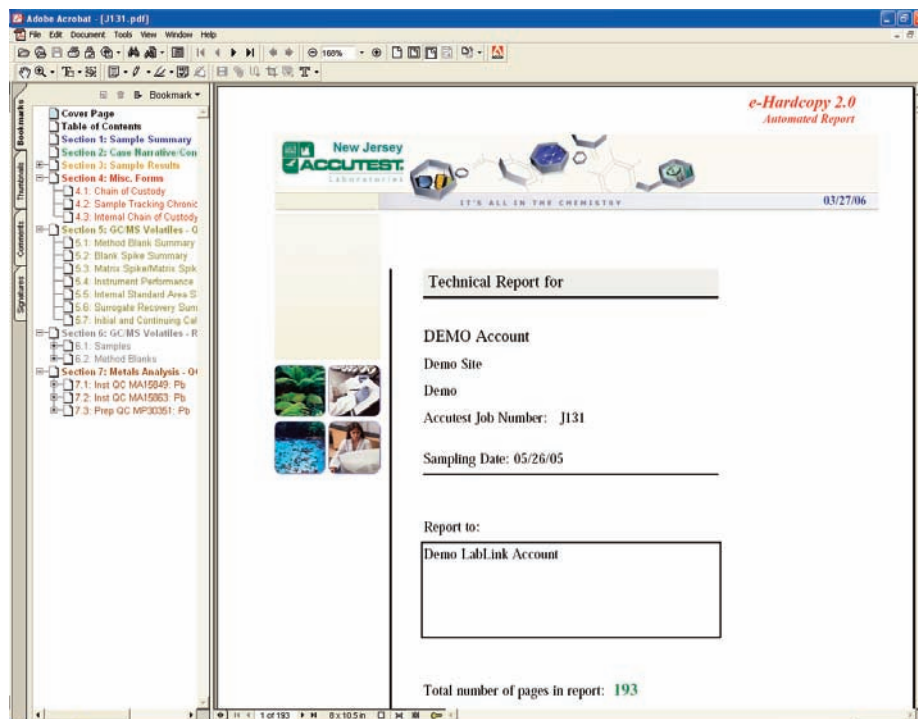 Adobe Acrobat - [J131.pdf]
File Edit Document Tools View Window Help
168%
Bookmark
Bookmarks
Thumbnails
Comments
Signatures
Cover Page
Table of Contents
Section 1: Sample Summary
Section 2: Case Narrative/Con
Section 3: Sample Results
Section 4: Misc. Forms
4.1: Chain of Custody
4.2: Sample Tracking Chronic
4.3: Internal Chain of Custody
Section 5: GC/MS Volatiles - Q
5.1: Method Blank Summary
5.2: Blank Spike Summary
5.3: Matrix Spike/Matrix Spik
5.4: Instrument Performance
5.5: Internal Standard Area S
5.6: Surrogate Recovery Sum
5.7: Initial and Continuing Cal
Section 6: GC/MS Volatiles - R
6.1: Samples
6.2: Method Blanks
Section 7: Metals Analysis - QC
7.1: Inst QC MA15849: Pb
7.2: Inst QC MA15863: Pb
7.3: Prep QC MP30351: Pb
e-Hardcopy 2.0
Automated Report
New Jersey
ACCUTEST.
Laboratories
IT'S ALL IN THE CHEMISTRY
03/27/06
Technical Report for
DEMO Account
Demo Site
Demo
Accutest Job Number: J131
Sampling Date: 05/26/05
Report to:
Demo LabLink Account
Total number of pages in report: 193
1 of 193
8 x 10.5 in